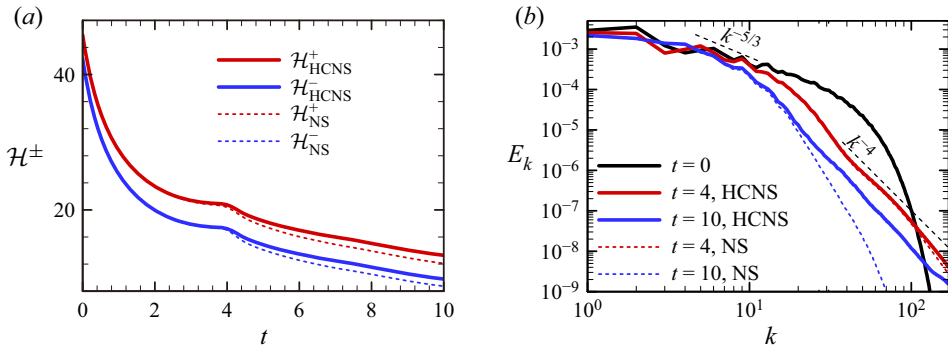 (a)
40
20
0
2
4
6
8
10
t
ℋ±
ℋ+HCNS
ℋ−HCNS
ℋ+NS
ℋ−NS
(b)
10−3
10−4
10−5
10−6
10−7
10−8
10−9
100
101
102
k
Ek
k−5/3
k−4
t = 0
t = 4, HCNS
t = 10, HCNS
t = 4, NS
t = 10, NS